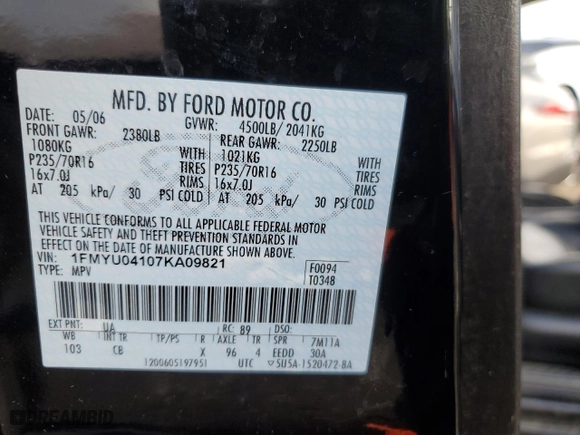 MFD. BY FORD MOTOR CO.
DATE: 05/06 GVWR: 4500LB/ 2041KG
FRONT GAWR: 2380LB REAR GAWR: 2250LB
1080KG WITH 1021KG WITH
P235/70R16 TIRES P235/70R16 TIRES
16x7.0J RIMS 16x7.0J RIMS
AT 205 kPa/ 30 PSI COLD AT 205 kPa/ 30 PSI COLD
THIS VEHICLE CONFORMS TO ALL APPLICABLE FEDERAL MOTOR
VEHICLE SAFETY AND THEFT PREVENTION STANDARDS IN
EFFECT ON THE DATE OF MANUFACTURE SHOWN ABOVE.
VIN: 1FMYU04107KA09821
TYPE: MPV
F0094
T0348
EXT PNT: UA RC: 89 DSO:
WB INT TR TP/PS R AXLE TR SPR 7M11A
103 CB X 96 4 EEDD 30A
1200605197951 UTC 5U5A-1520472-BA
DREAMBID